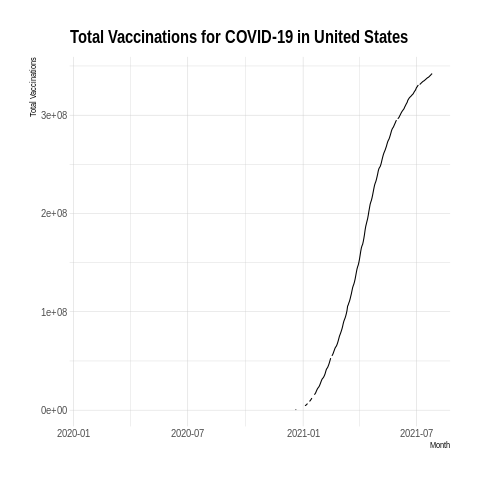 Total Vaccinations for COVID-19 in United States
Total Vaccinations
3e+08
2e+08
1e+08
0e+00
2020-01 2020-07 2021-01 2021-07
Month